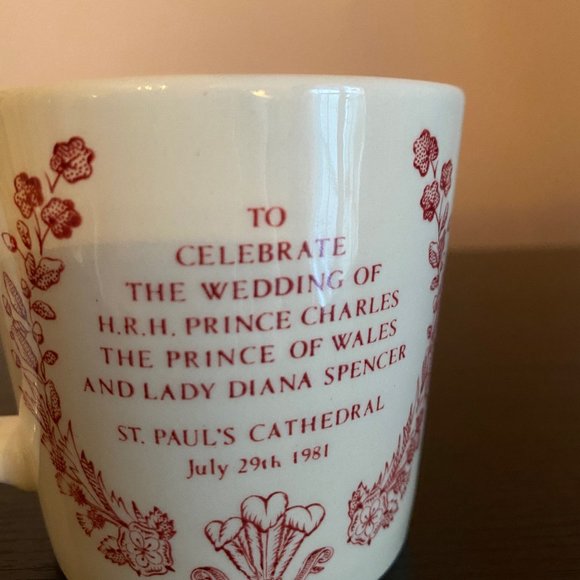 TO
CELEBRATE
THE WEDDING OF
H.R.H. PRINCE CHARLES
THE PRINCE OF WALES
AND LADY DIANA SPENCER
ST. PAUL'S CATHEDRAL
July 29th 1981